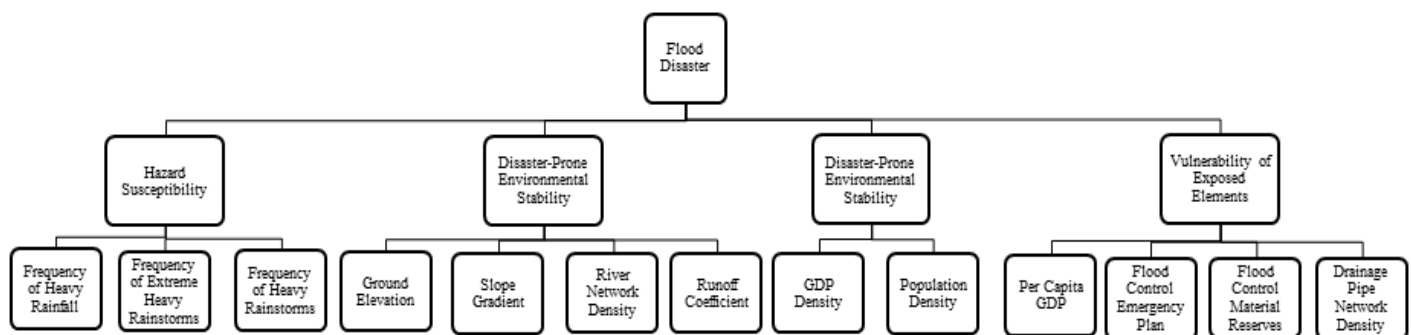 Flood
Disaster
Hazard
Susceptibility
Disaster-Prone
Environmental
Stability
Disaster-Prone
Environmental
Stability
Vulnerability of
Exposed
Elements
Frequency
of Heavy
Rainfall
Frequency
of Extreme
Heavy
Rainstorms
Frequency
of Heavy
Rainstorms
Ground
Elevation
Slope
Gradient
River
Network
Density
Runoff
Coefficient
GDP
Density
Population
Density
Per Capita
GDP
Flood
Control
Emergency
Plan
Flood
Control
Material
Reserves
Drainage
Pipe
Network
Density